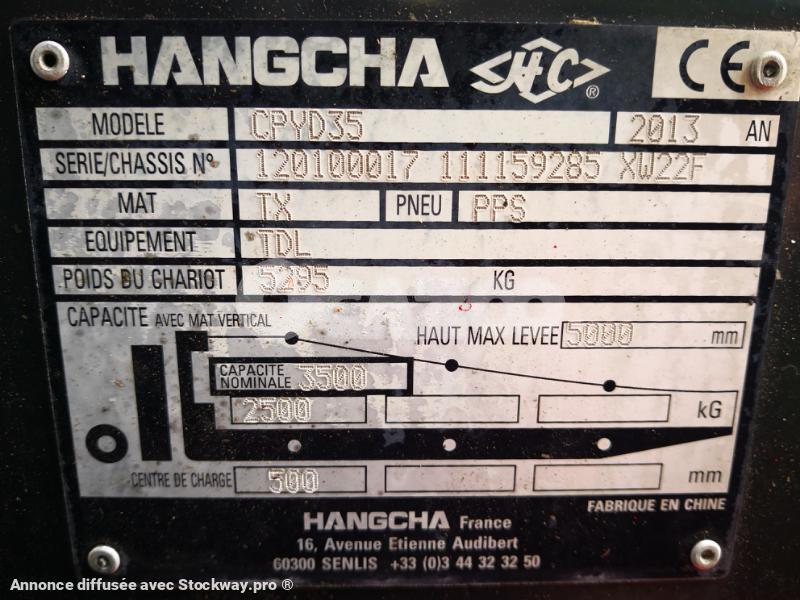 HANGCHA HC ® CE
MODELE CPYD35 2013 AN
SERIE/CHASSIS N° 120100017 111159285 XW22F
MAT TX PNEU PPS
EQUIPEMENT TDL
POIDS DU CHARIOT 5295 KG
CAPACITE AVEC MAT VERTICAL HAUT MAX LEVEE 5000 mm
CAPACITE NOMINALE 3500
2500 kG
CENTRE DE CHARGE 500 mm
FABRIQUE EN CHINE
HANGCHA France
16, Avenue Etienne Audibert
60300 SENLIS +33 (0)3 44 32 32 50
Annonce diffusée avec Stockway.pro ®